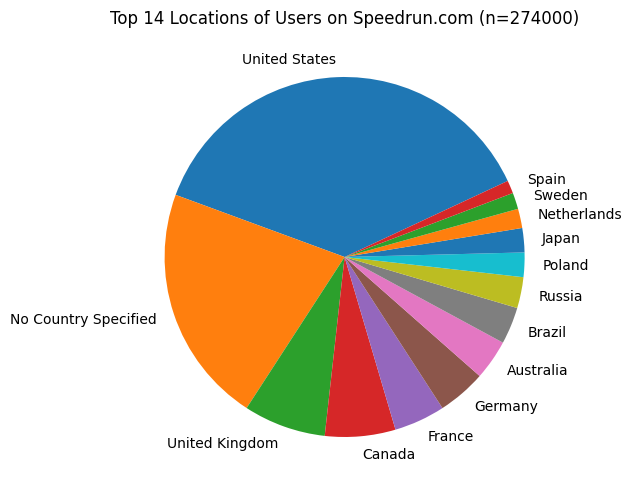 Top 14 Locations of Users on Speedrun.com (n=274000)
United States
Spain
Sweden
Netherlands
Japan
Poland
Russia
Brazil
Australia
Germany
France
Canada
United Kingdom
No Country Specified